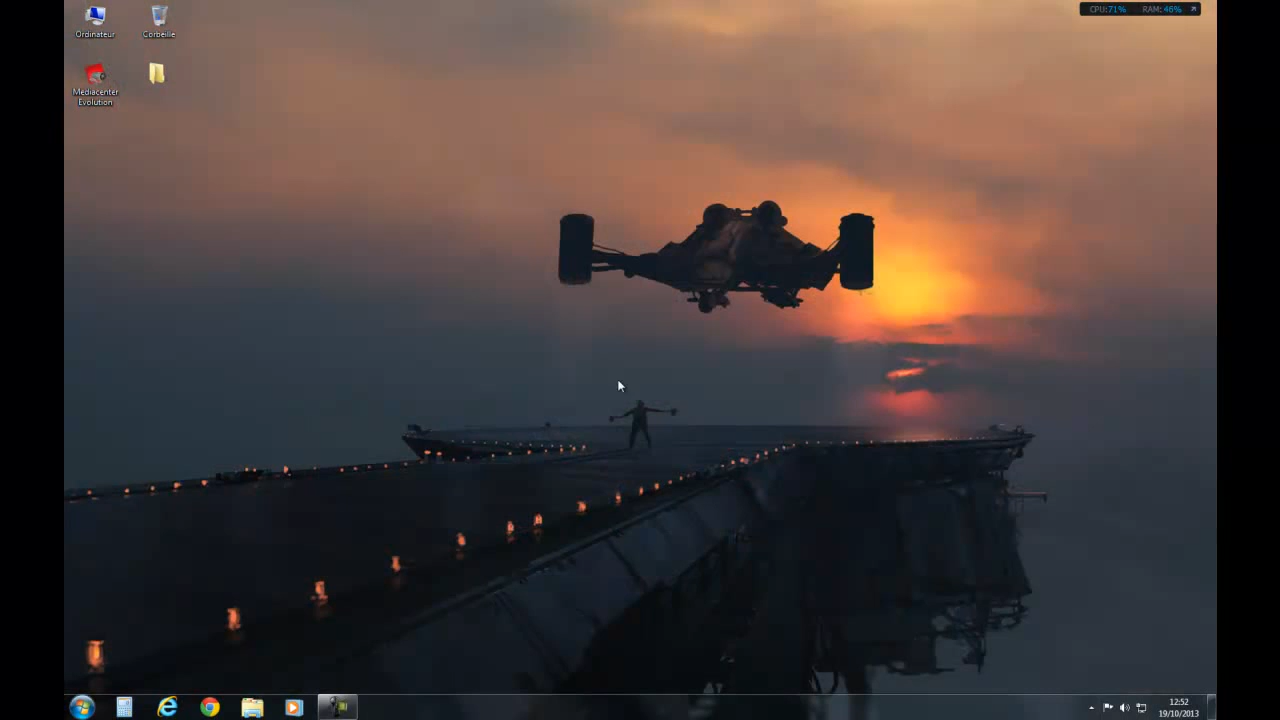 Ordinateur
Corbeille
CPU:71% RAM: 46%
Mediacenter
Evolution
12:52
19/10/2013